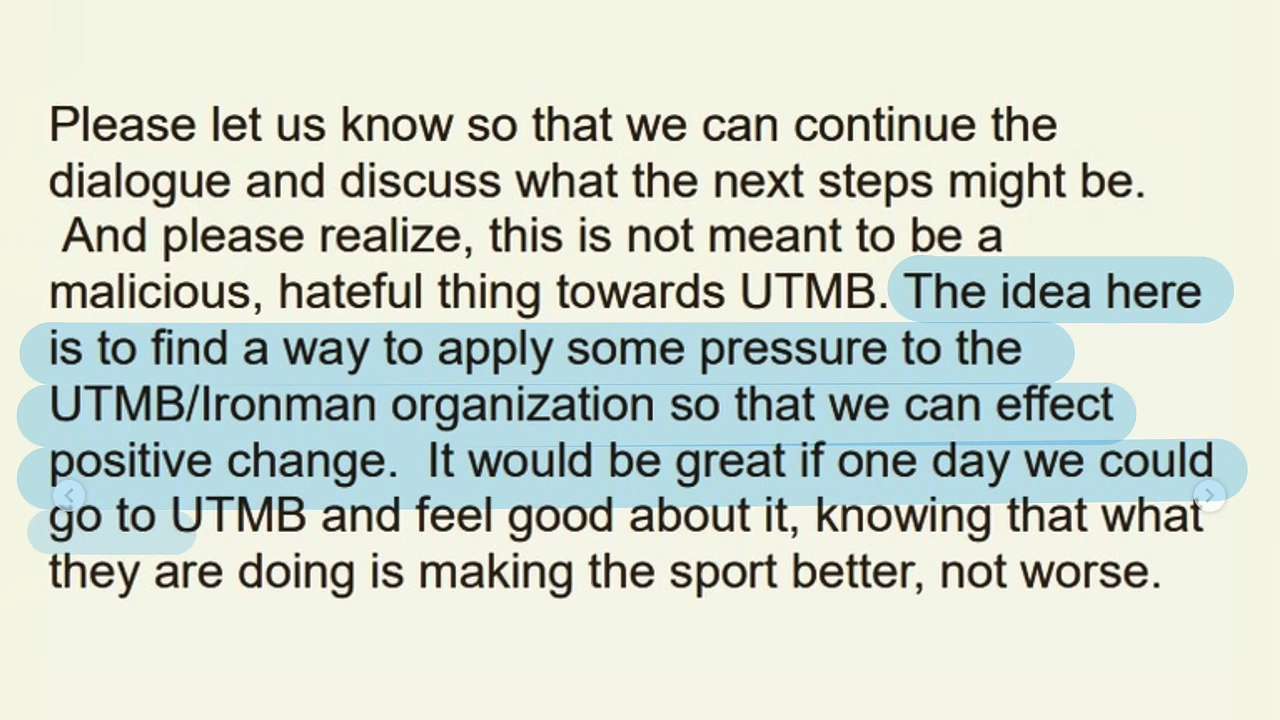 Please let us know so that we can continue the
dialogue and discuss what the next steps might be.
And please realize, this is not meant to be a
malicious, hateful thing towards UTMB. The idea here
is to find a way to apply some pressure to the
UTMB/Ironman organization so that we can effect
positive change.  It would be great if one day we could
go to UTMB and feel good about it, knowing that what
they are doing is making the sport better, not worse.